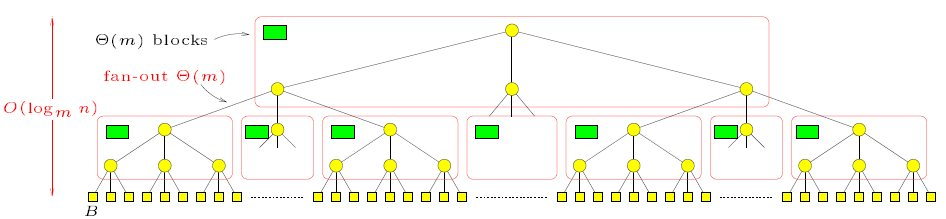 Θ(m) blocks
fan-out Θ(m)
O(log_m n)
B